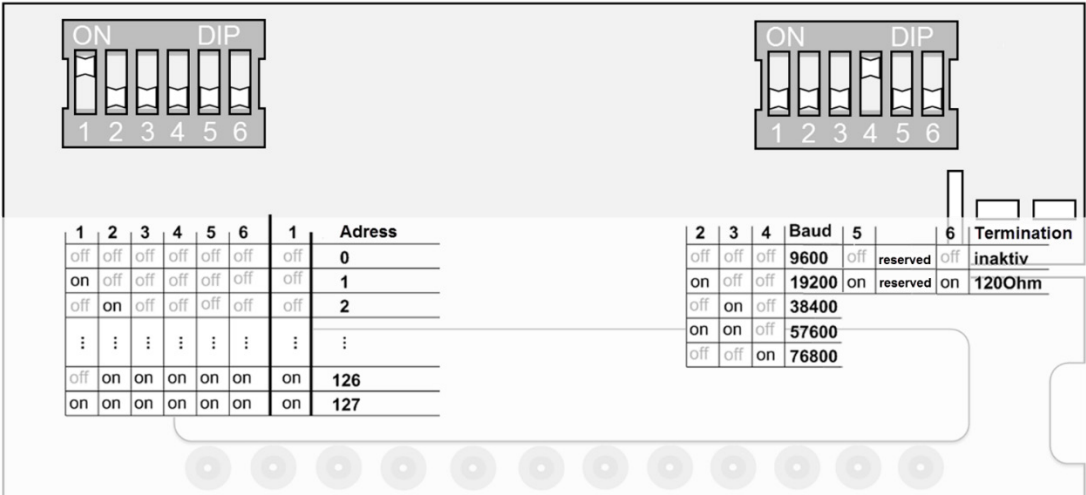 ON DIP
1 2 3 4 5 6
ON DIP
1 2 3 4 5 6
1 2 3 4 5 6 1 Adress
off off off off off off off 0
on off off off off off off 1
off on off off off off off 2
⋮ ⋮ ⋮ ⋮ ⋮ ⋮ ⋮ ⋮
off on on on on on on 126
on on on on on on on 127
2 3 4 Baud 5 6 Termination
off off off 9600 off reserved off inaktiv
on off off 19200 on reserved on 120Ohm
off on off 38400
on on off 57600
off off on 76800